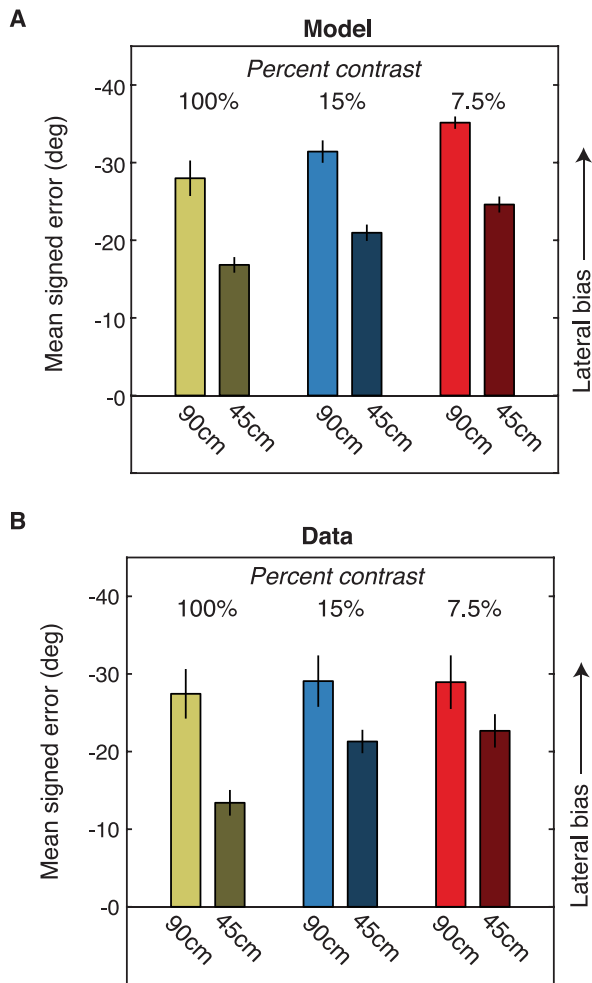 A
Model
Percent contrast
100% 15% 7.5%
-40
-30
-20
-10
-0
Mean signed error (deg)
90cm 45cm 90cm 45cm 90cm 45cm
Lateral bias
B
Data
Percent contrast
100% 15% 7.5%
-40
-30
-20
-10
-0
Mean signed error (deg)
90cm 45cm 90cm 45cm 90cm 45cm
Lateral bias